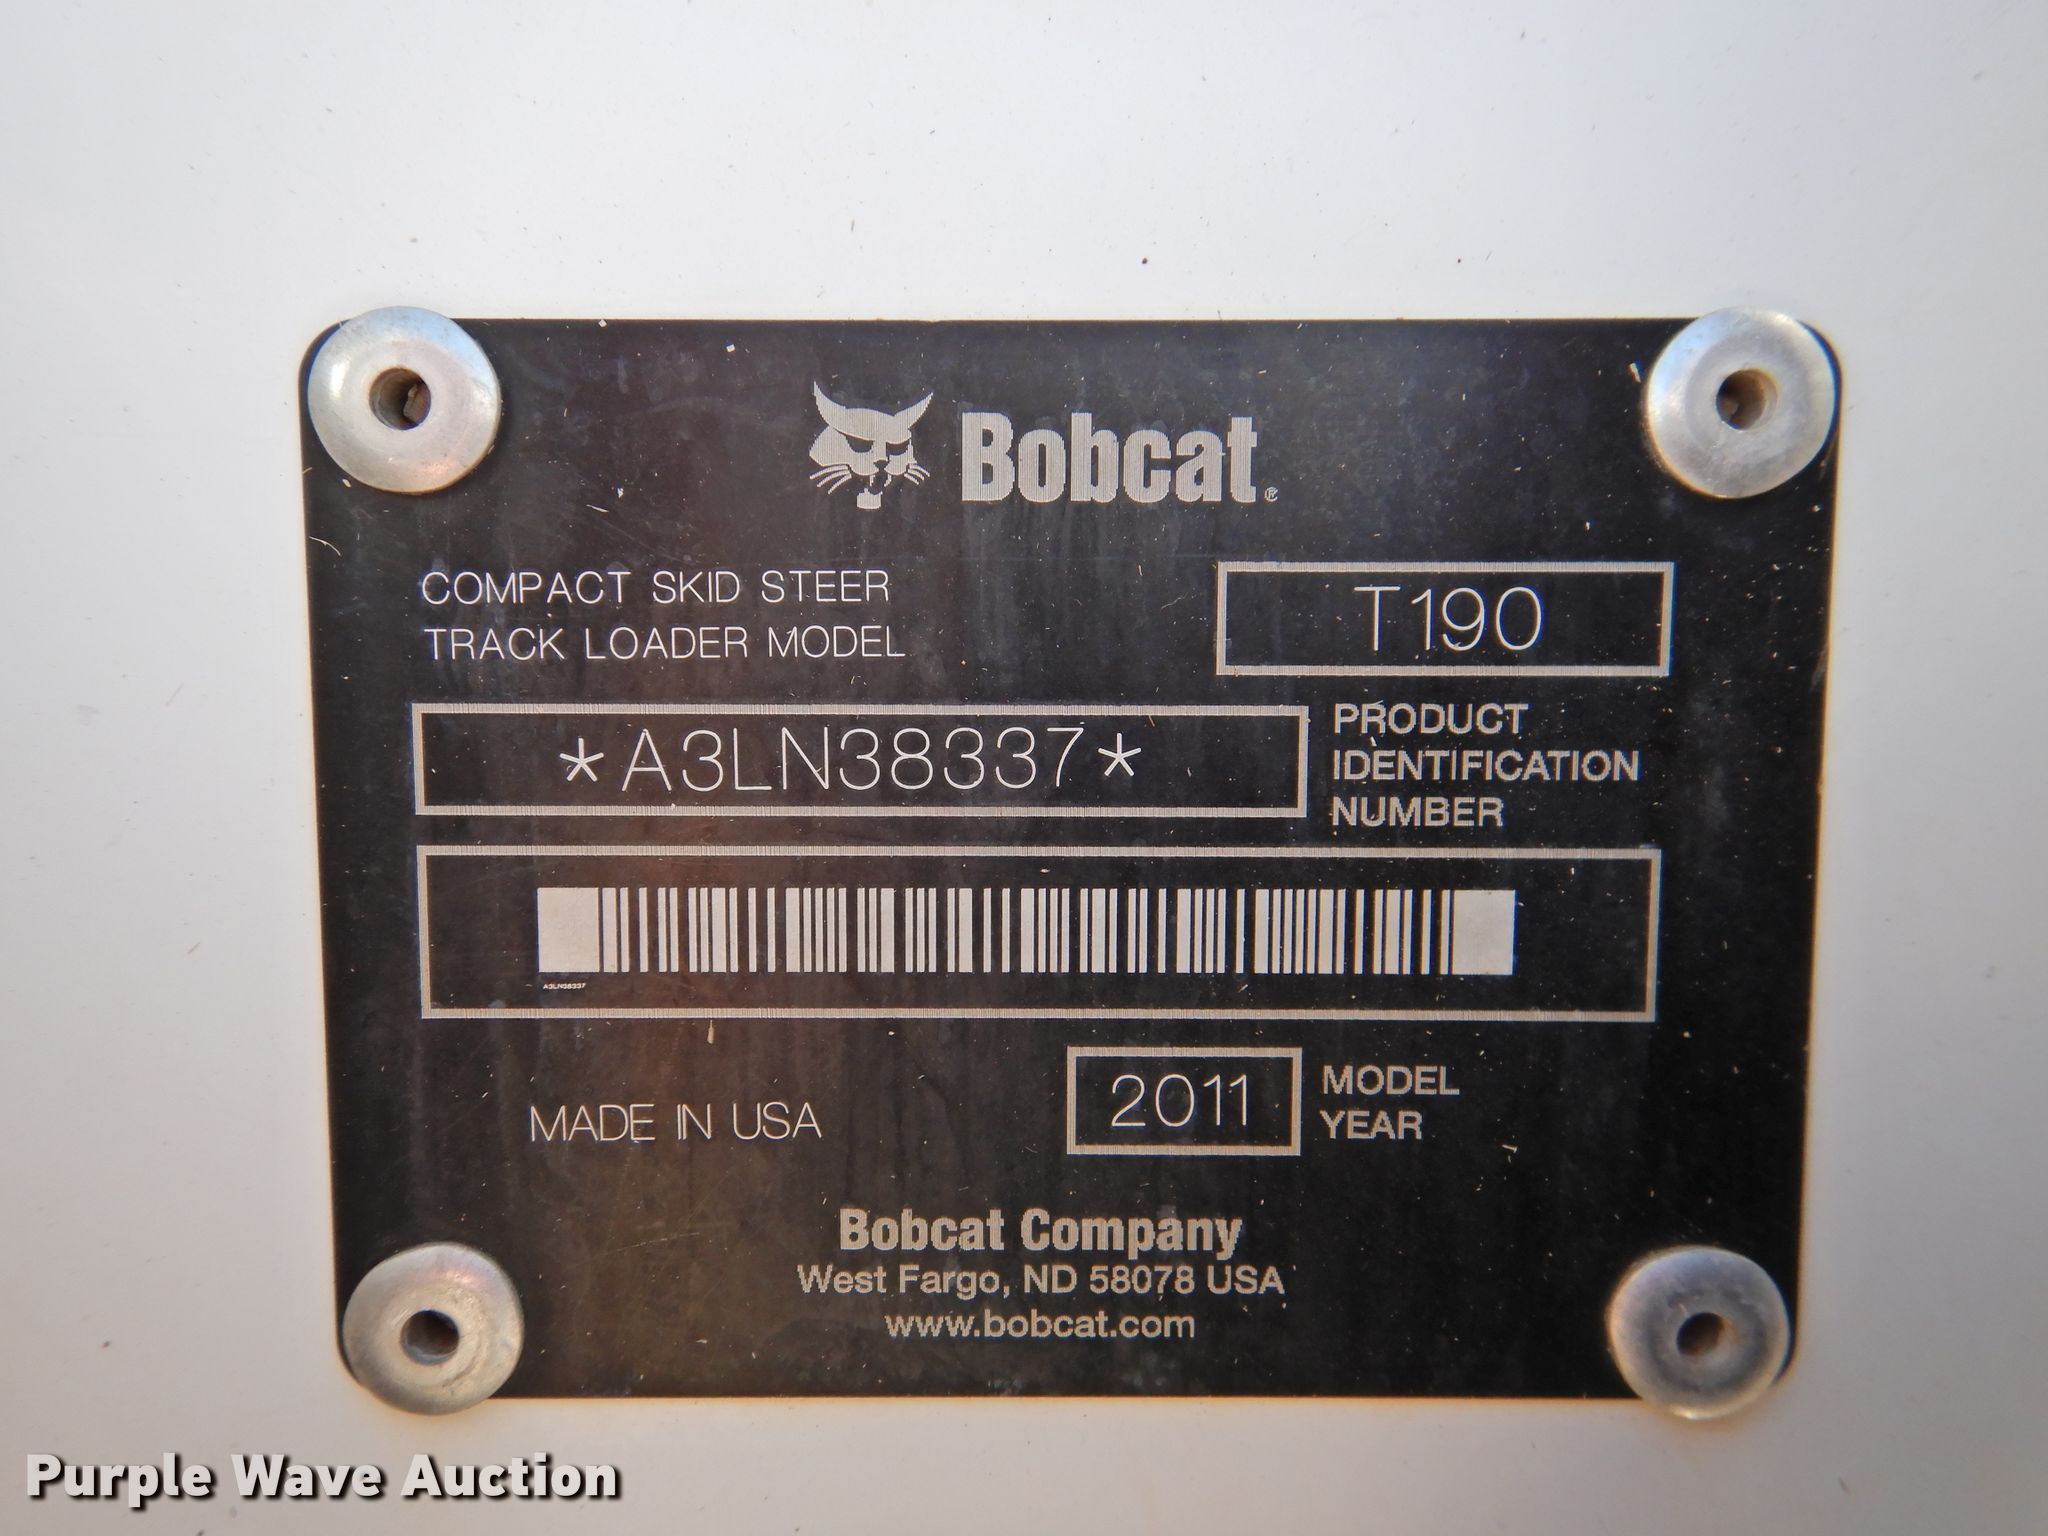 Bobcat®
COMPACT SKID STEER
TRACK LOADER MODEL
T190
*A3LN38337*
PRODUCT
IDENTIFICATION
NUMBER
A3LN38337
MADE IN USA
2011
MODEL
YEAR
Bobcat Company
West Fargo, ND 58078 USA
www.bobcat.com
Purple Wave Auction